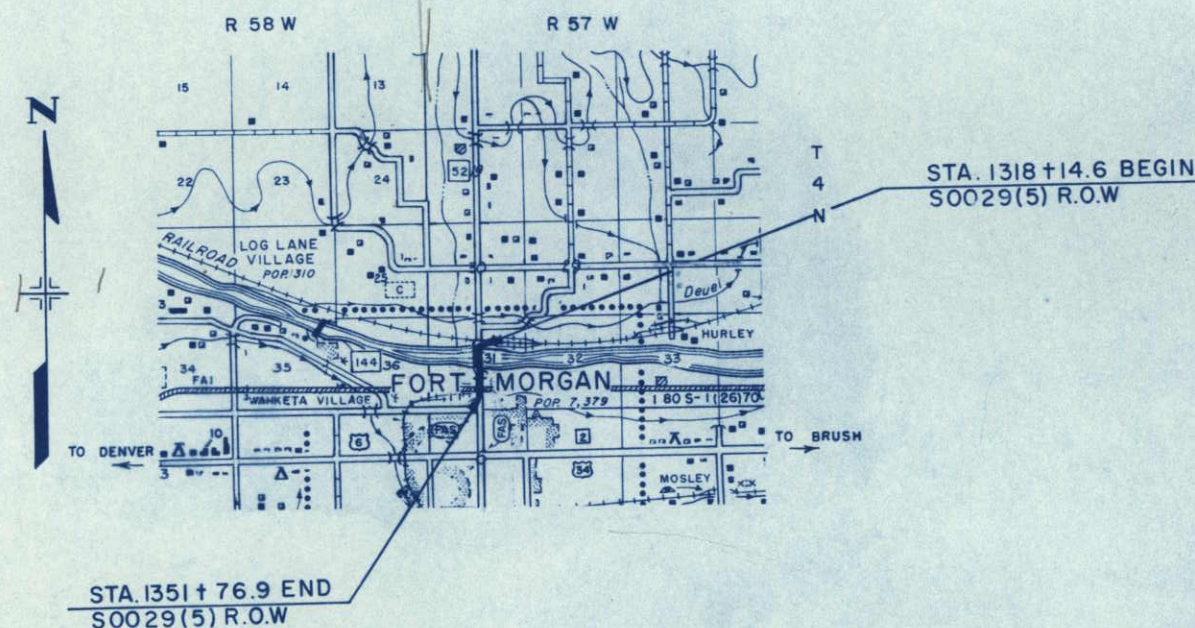 R 58 W
R 57 W
N
15
14
13
22
23
24
52
T
4
N
STA. 1318+14.6 BEGIN
S0029(5) R.O.W
RAILROAD
LOG LANE
VILLAGE
POP. 310
25
C
Deuel
HURLEY
3
34
35
144
36
31
32
33
FAI
FORT MORGAN
WAHKETA VILLAGE
POP. 7,379
I 80 S-1(26)70
TO DENVER
10
6
FAS
FAS
2
TO BRUSH
3
34
MOSLEY
STA. 1351+76.9 END
S0029(5) R.O.W